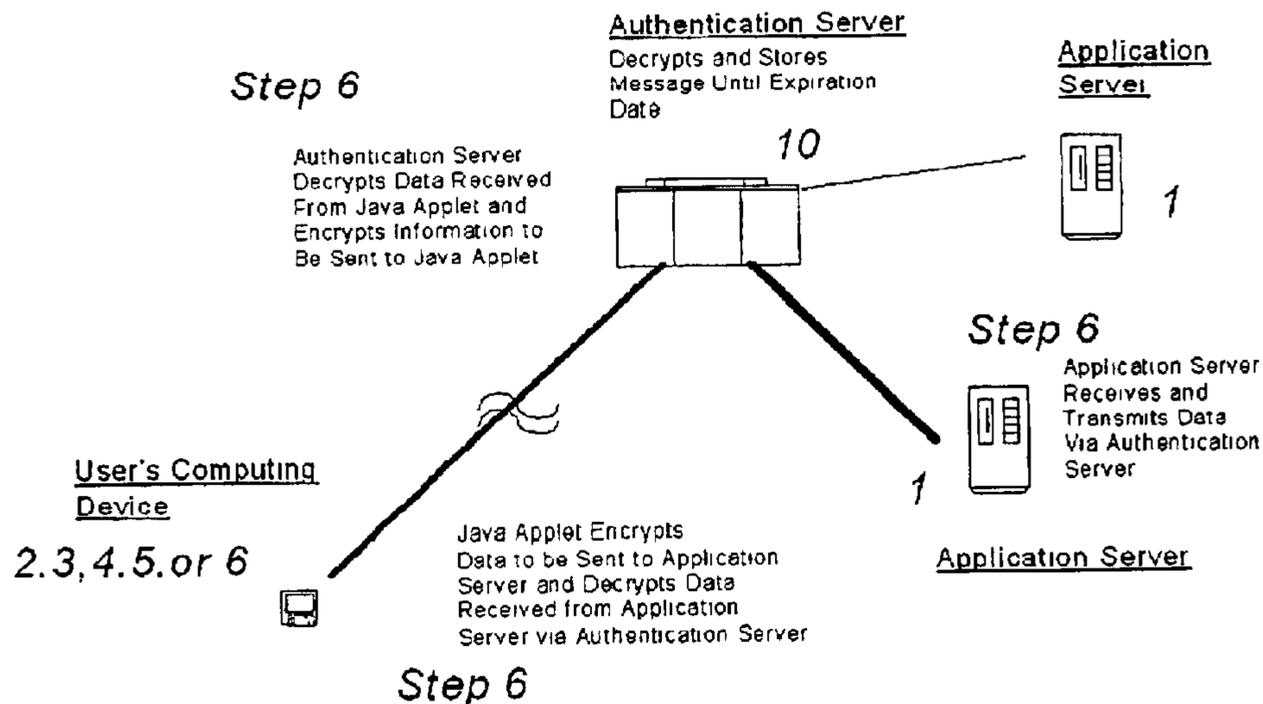 Authentication Server
Decrypts and Stores
Message Until Expiration
Date
10
Application
Server
1
Step 6
Authentication Server
Decrypts Data Received
From Java Applet and
Encrypts Information to
Be Sent to Java Applet
Step 6
Application Server
Receives and
Transmits Data
Via Authentication
Server
1
Application Server
User's Computing
Device
2.3,4.5.or 6
Java Applet Encrypts
Data to be Sent to Application
Server and Decrypts Data
Received from Application
Server via Authentication Server
Step 6